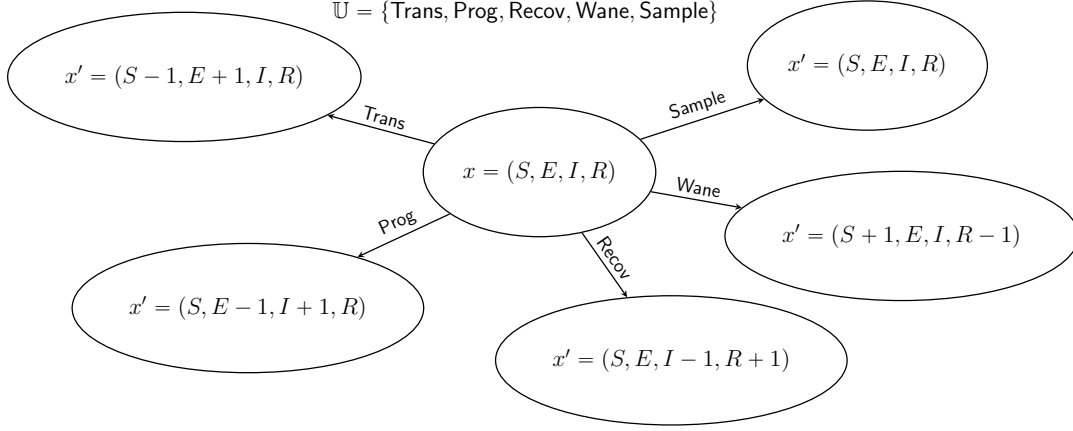 𝕌 = {Trans, Prog, Recov, Wane, Sample}
x′ = (S − 1, E + 1, I, R)
x′ = (S, E, I, R)
Trans
Sample
x = (S, E, I, R)
Wane
Prog
x′ = (S + 1, E, I, R − 1)
Recov
x′ = (S, E − 1, I + 1, R)
x′ = (S, E, I − 1, R + 1)